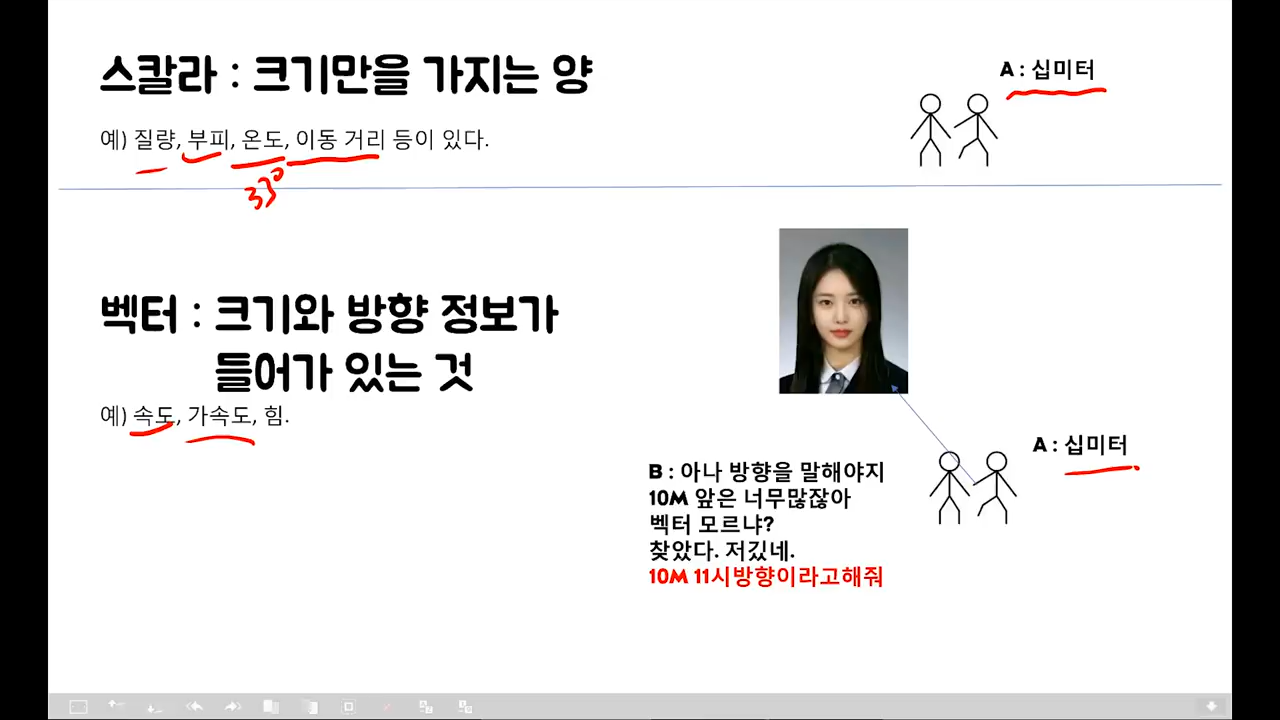 스칼라 : 크기만을 가지는 양
예) 질량, 부피, 온도, 이동 거리 등이 있다.
33°
A : 십미터
벡터 : 크기와 방향 정보가
들어가 있는 것
예) 속도, 가속도, 힘.
A : 십미터
B : 아나 방향을 말해야지
10M 앞은 너무많잖아
벡터 모르냐?
찾았다. 저깄네.
10M 11시방향이라고해줘